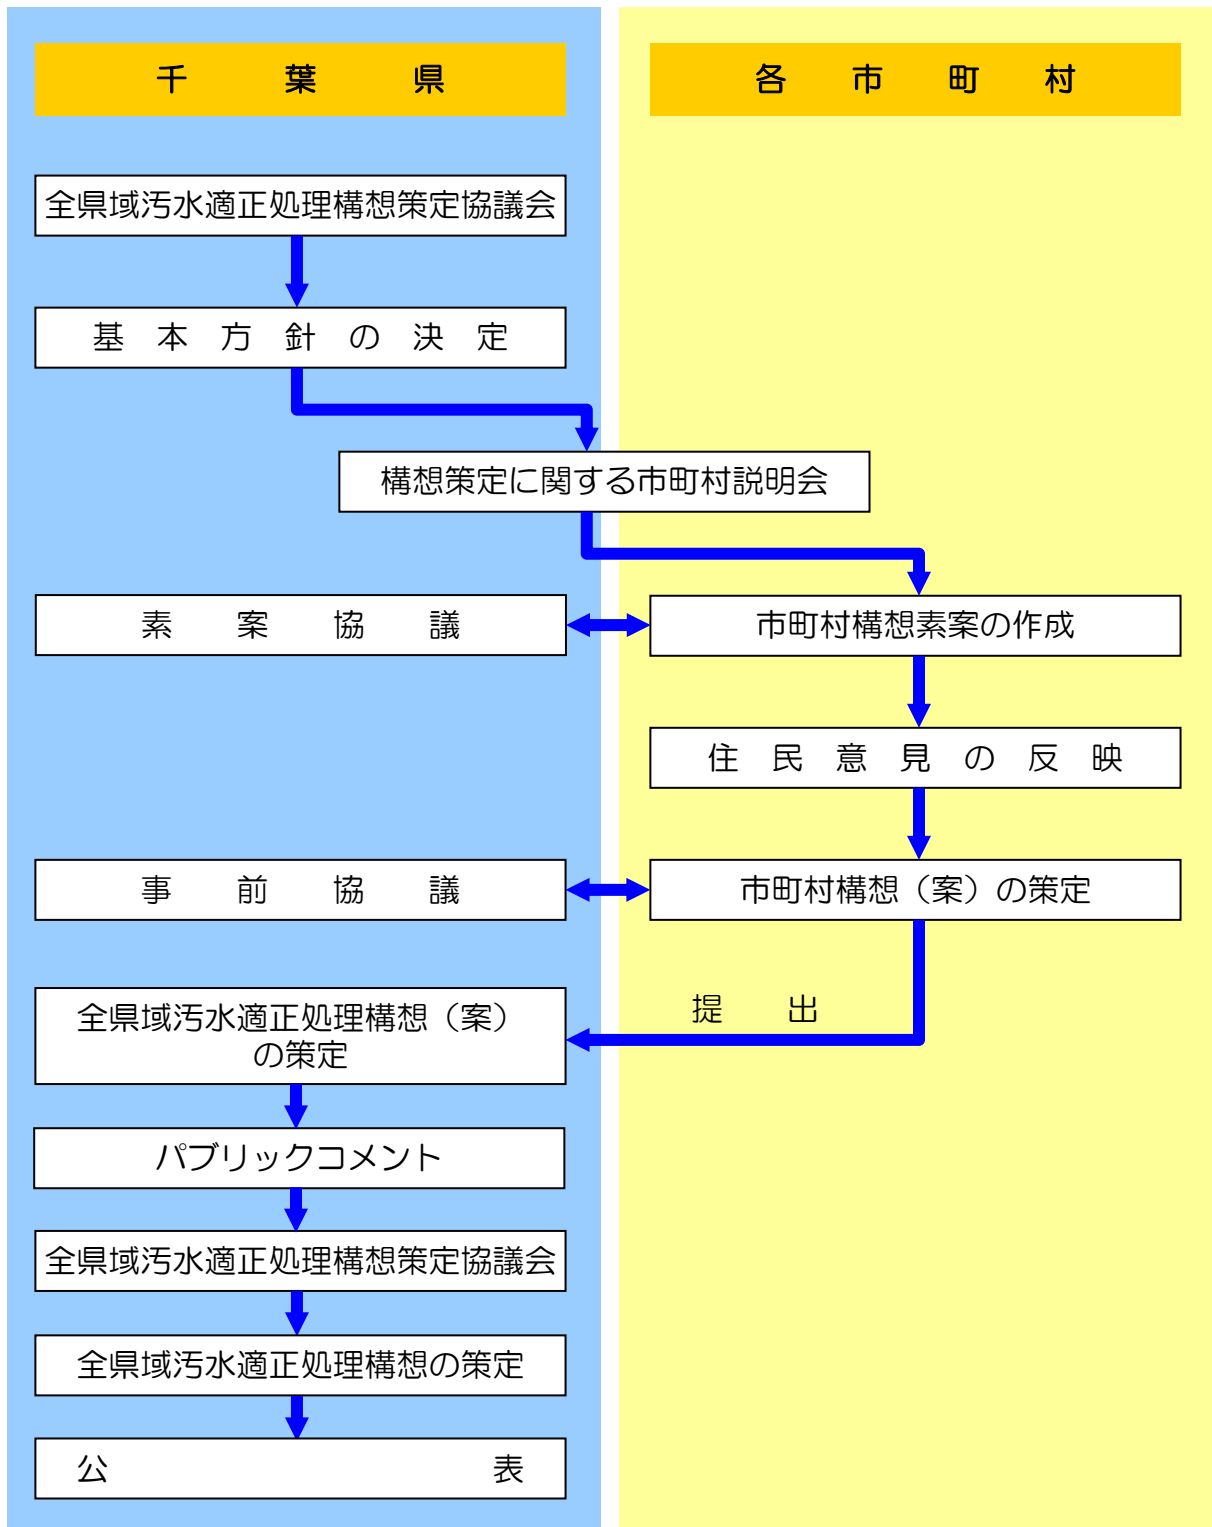 千葉県
各市町村
全県域汚水適正処理構想策定協議会
基本方針の決定
構想策定に関する市町村説明会
素案協議
市町村構想素案の作成
住民意見の反映
事前協議
市町村構想（案）の策定
提出
全県域汚水適正処理構想（案）
の策定
パブリックコメント
全県域汚水適正処理構想策定協議会
全県域汚水適正処理構想の策定
公表